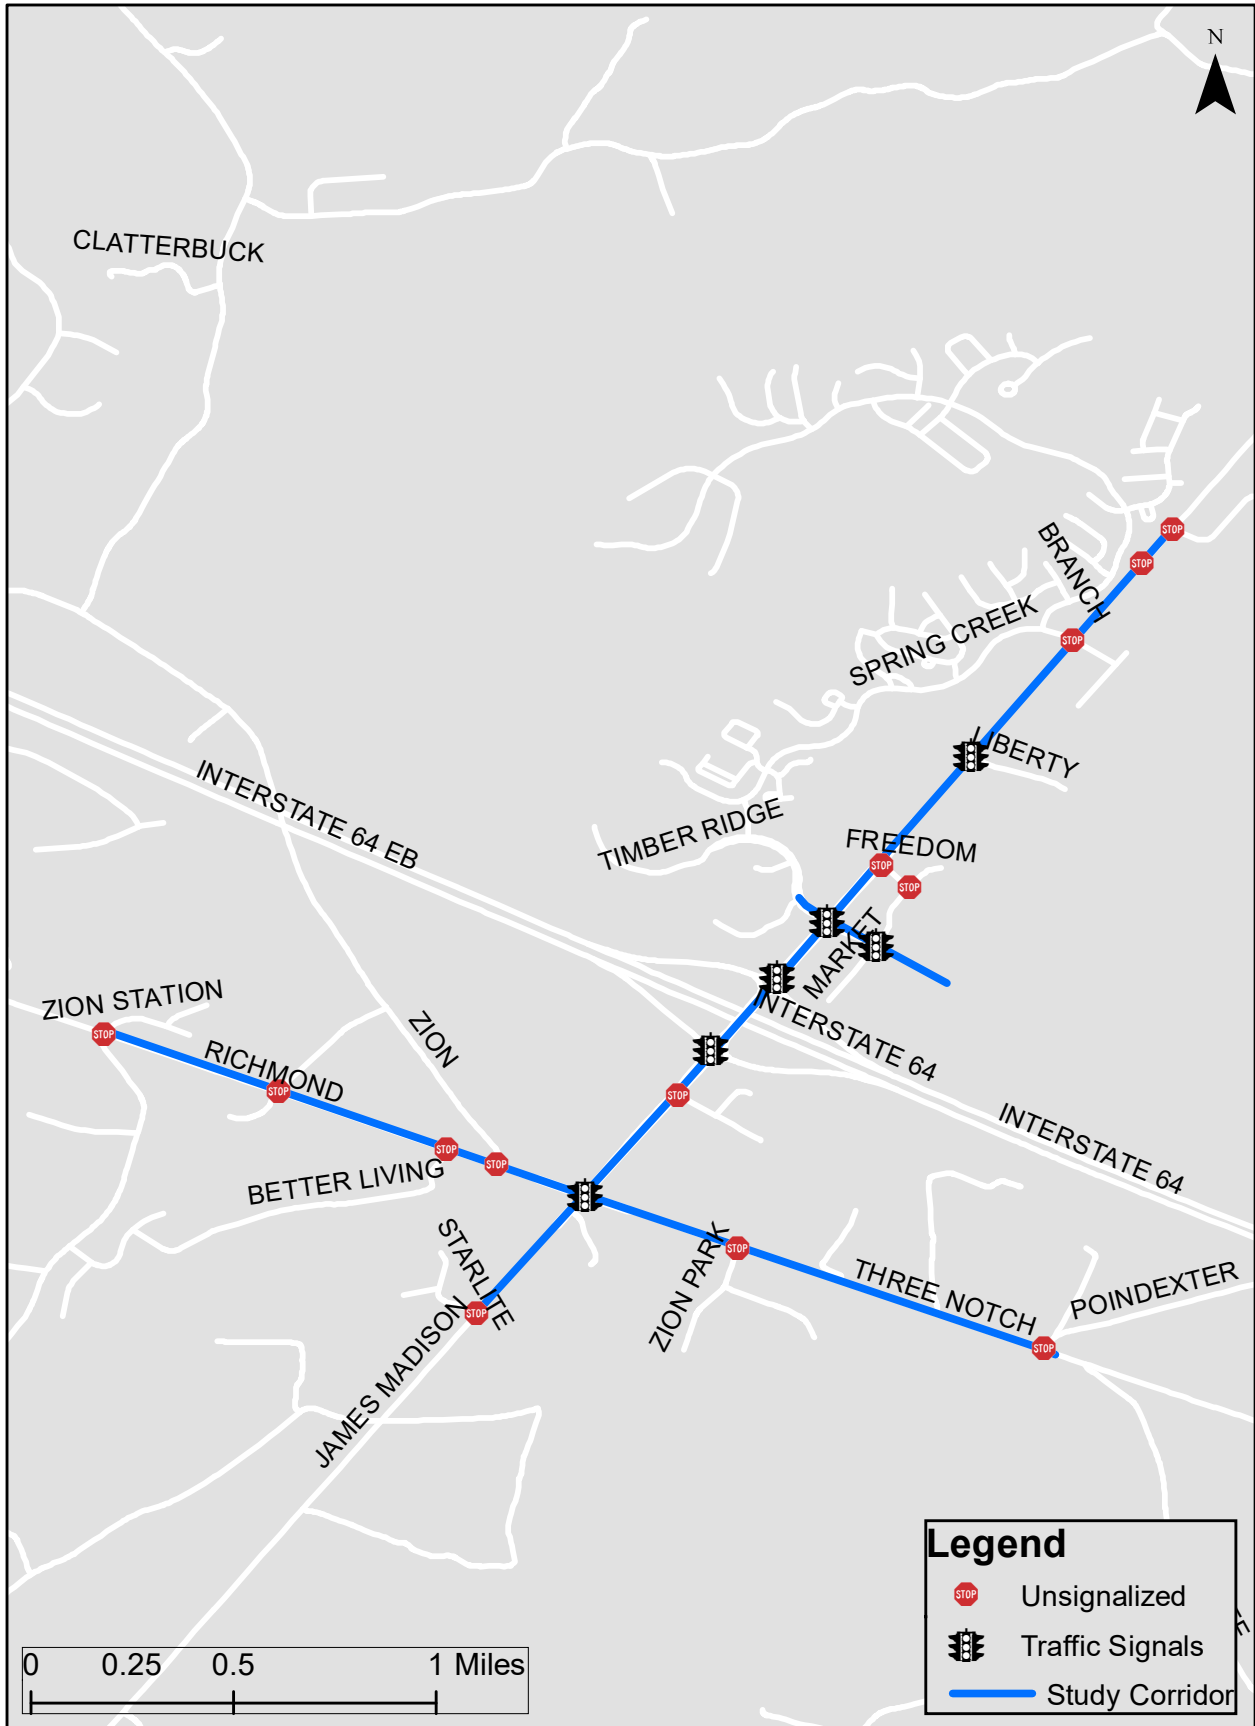 N
CLATTERBUCK
BRANCH
SPRING CREEK
LIBERTY
INTERSTATE 64 EB
TIMBER RIDGE
FREEDOM
MARKET
ZION STATION
INTERSTATE 64
ZION
RICHMOND
INTERSTATE 64
BETTER LIVING
STARLITE
ZION PARK
THREE NOTCH
POINDEXTER
JAMES MADISON
STOP
STOP
STOP
STOP
STOP
STOP
STOP
STOP
STOP
STOP
STOP
STOP
STOP
Legend
STOP Unsignalized
Traffic Signals
Study Corridor
0 0.25 0.5 1 Miles